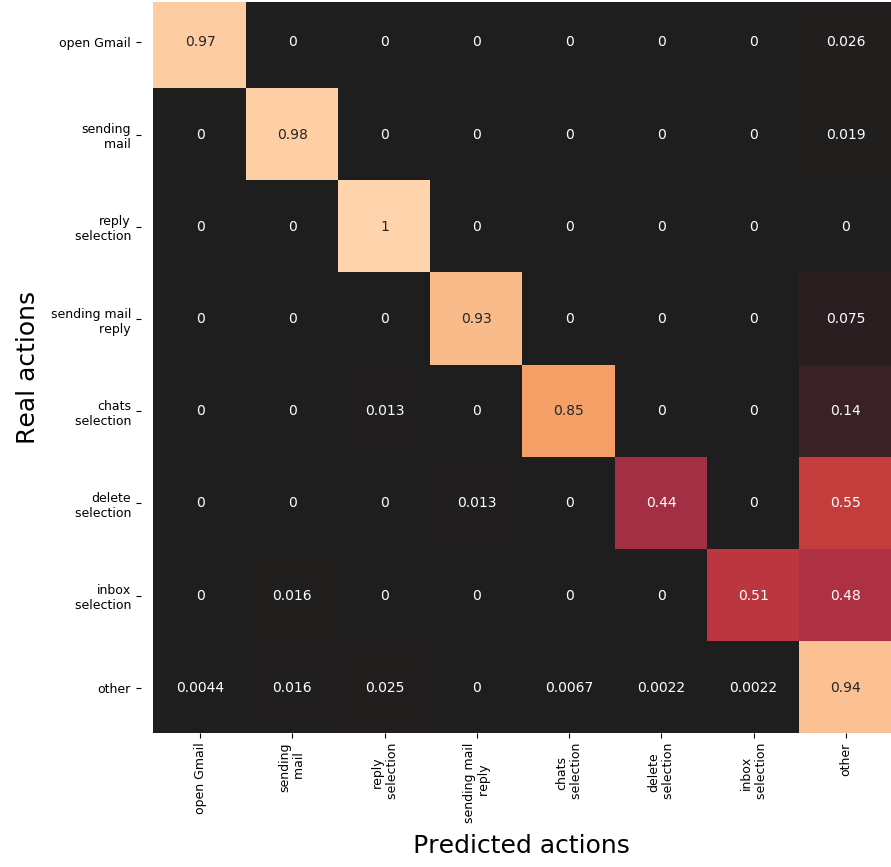 open Gmail 0.97 0 0 0 0 0 0 0.026
sending
mail 0 0.98 0 0 0 0 0 0.019
reply
selection 0 0 1 0 0 0 0 0
sending mail
reply 0 0 0 0.93 0 0 0 0.075
chats
selection 0 0 0.013 0 0.85 0 0 0.14
delete
selection 0 0 0 0.013 0 0.44 0 0.55
inbox
selection 0 0.016 0 0 0 0 0.51 0.48
other 0.0044 0.016 0.025 0 0.0067 0.0022 0.0022 0.94
Real actions
open Gmail
sending
mail
reply
selection
sending mail
reply
chats
selection
delete
selection
inbox
selection
other
Predicted actions